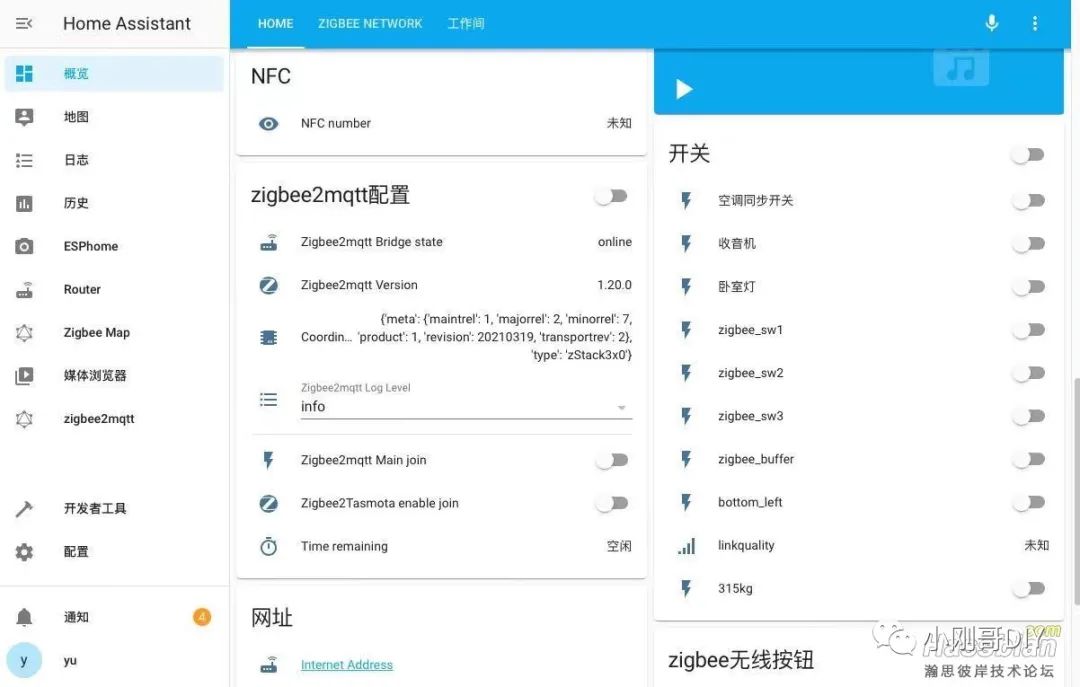 Home Assistant
HOME
ZIGBEE NETWORK
工作间
概览
地图
日志
历史
ESPhome
Router
Zigbee Map
媒体浏览器
zigbee2mqtt
开发者工具
配置
通知
4
y
yu
NFC
NFC number
未知
zigbee2mqtt配置
Zigbee2mqtt Bridge state
online
Zigbee2mqtt Version
1.20.0
{'meta': {'maintrel': 1, 'majorrel': 2, 'minorrel': 7,
Coordin... 'product': 1, 'revision': 20210319, 'transportrev': 2},
'type': 'zStack3x0'}
Zigbee2mqtt Log Level
info
Zigbee2mqtt Main join
Zigbee2Tasmota enable join
Time remaining
空闲
网址
Internet Address
开关
空调同步开关
收音机
卧室灯
zigbee_sw1
zigbee_sw2
zigbee_sw3
zigbee_buffer
bottom_left
linkquality
未知
315kg
zigbee无线按钮
小刚哥DIY
.com
Hassbian
瀚思彼岸技术论坛